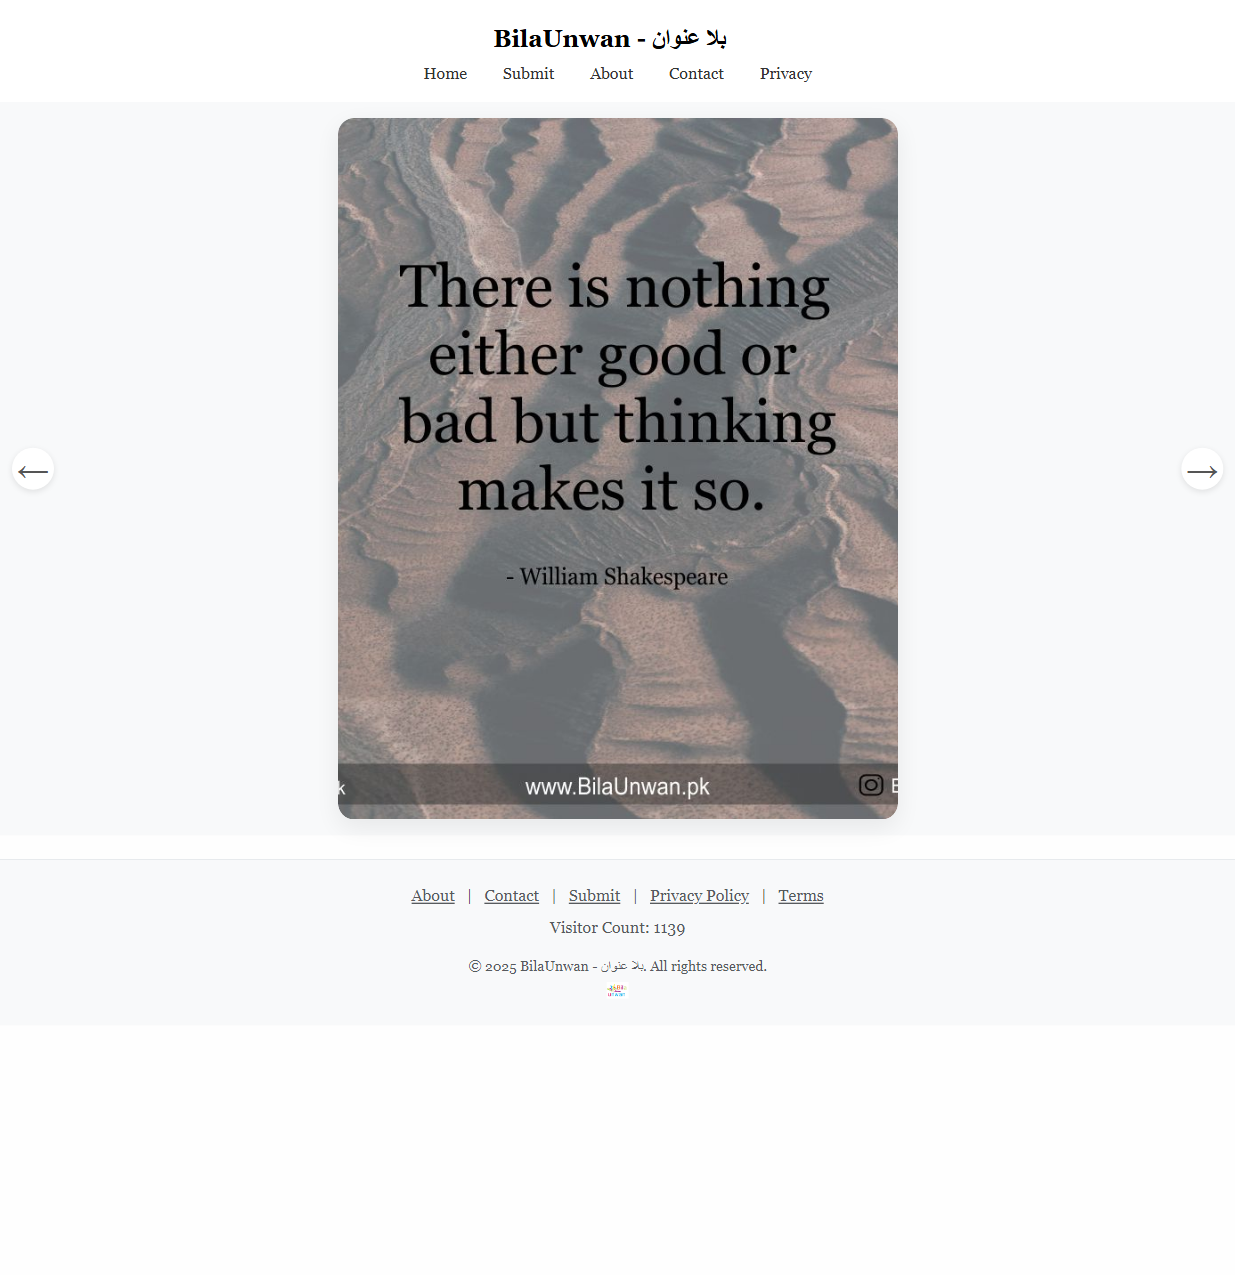 BilaUnwan - بلا عنوان
Home Submit About Contact Privacy
There is nothing
either good or
bad but thinking
makes it so.
- William Shakespeare
k www.BilaUnwan.pk
About | Contact | Submit | Privacy Policy | Terms
Visitor Count: 1139
© 2025 BilaUnwan - بلا عنوان. All rights reserved.